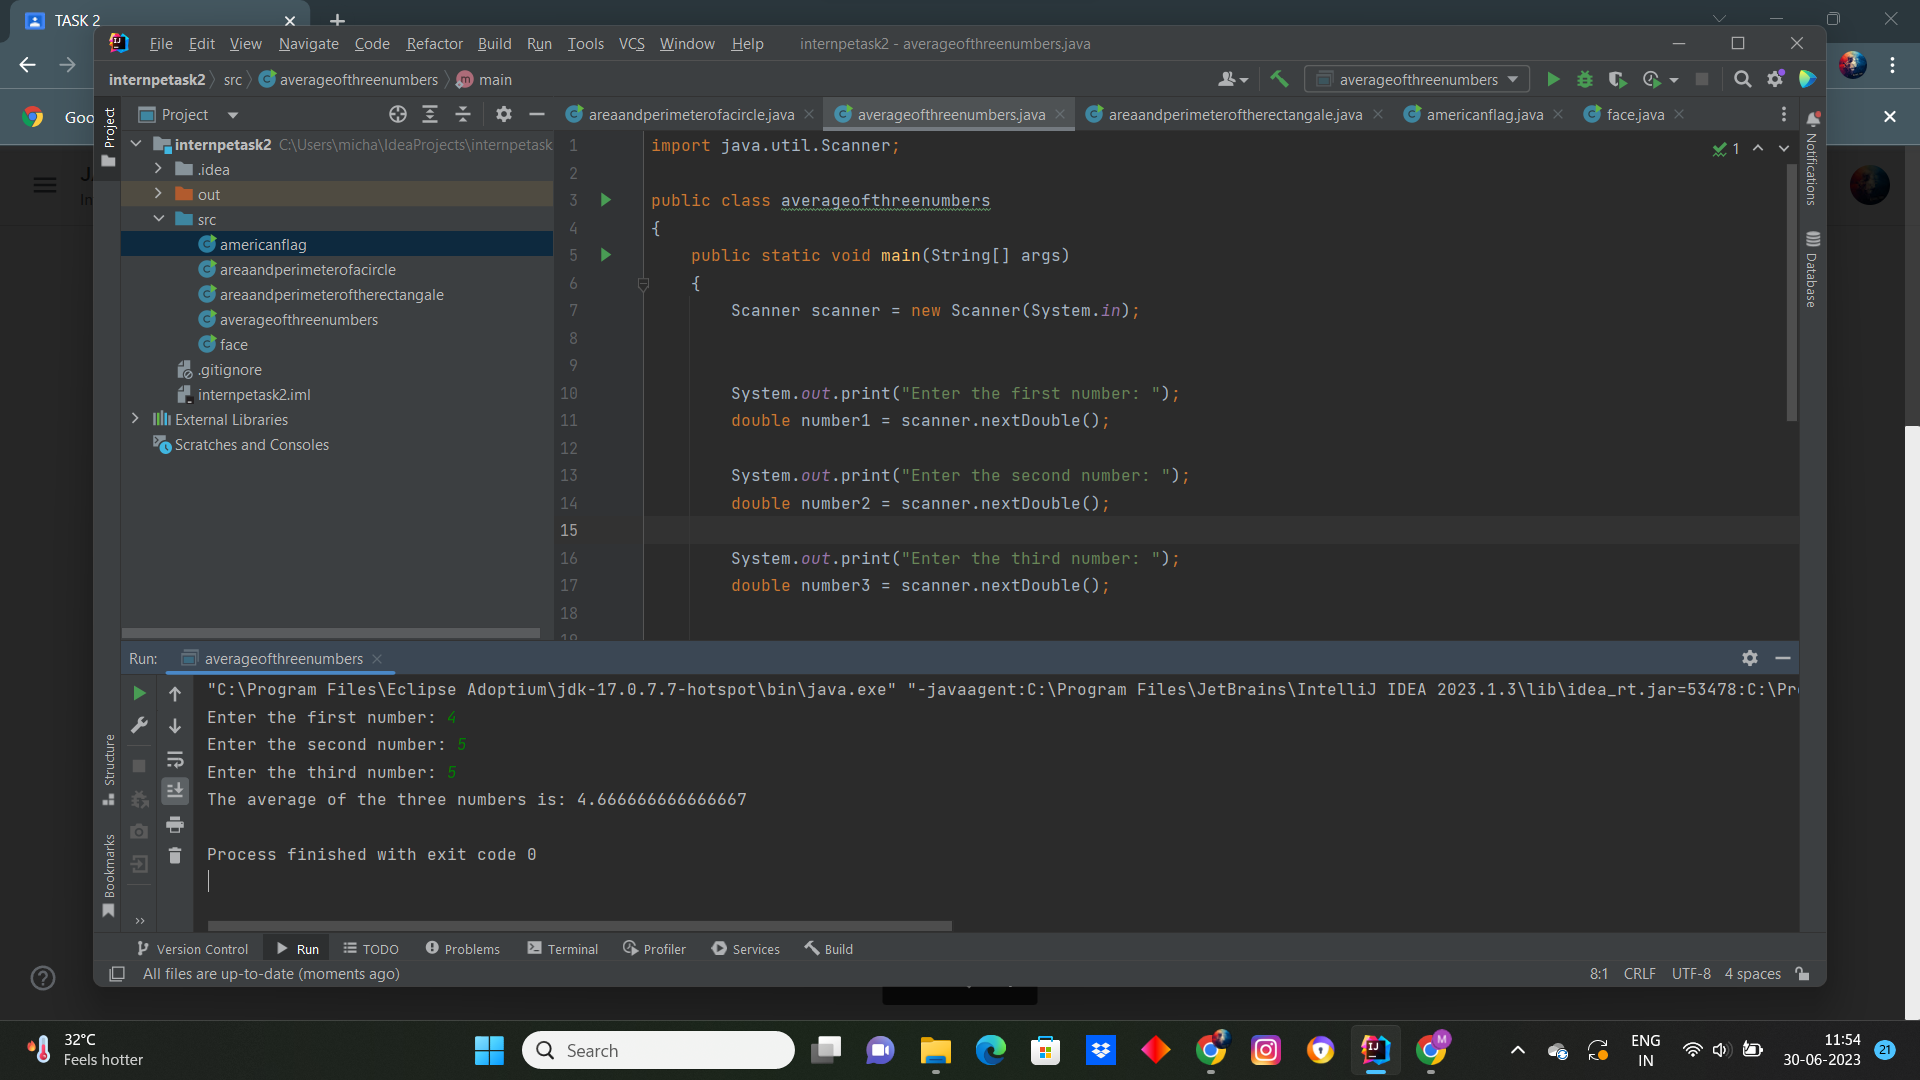 TASK 2
File Edit View Navigate Code Refactor Build Run Tools VCS Window Help internpetask2 - averageofthreenumbers.java
internpetask2 src averageofthreenumbers main averageofthreenumbers
Goo
Project
Project
areaandperimeterofacircle.java averageofthreenumbers.java areaandperimeteroftherectangale.java americanflag.java face.java
internpetask2 C:\Users\micha\IdeaProjects\internpetask
.idea
out
src
americanflag
areaandperimeterofacircle
areaandperimeteroftherectangale
averageofthreenumbers
face
.gitignore
internpetask2.iml
External Libraries
Scratches and Consoles
1 import java.util.Scanner;
2
3 public class averageofthreenumbers
4 {
5 public static void main(String[] args)
6 {
7 Scanner scanner = new Scanner(System.in);
8
9
10 System.out.print("Enter the first number: ");
11 double number1 = scanner.nextDouble();
12
13 System.out.print("Enter the second number: ");
14 double number2 = scanner.nextDouble();
15
16 System.out.print("Enter the third number: ");
17 double number3 = scanner.nextDouble();
18
19
1
Notifications
Database
Run: averageofthreenumbers
"C:\Program Files\Eclipse Adoptium\jdk-17.0.7.7-hotspot\bin\java.exe" "-javaagent:C:\Program Files\JetBrains\IntelliJ IDEA 2023.1.3\lib\idea_rt.jar=53478:C:\Pr
Enter the first number: 4
Enter the second number: 5
Enter the third number: 5
The average of the three numbers is: 4.666666666666667
Process finished with exit code 0
Structure
Bookmarks
Version Control Run TODO Problems Terminal Profiler Services Build
All files are up-to-date (moments ago) 8:1 CRLF UTF-8 4 spaces
32°C
Feels hotter
Search
M
ENG
IN
11:54
30-06-2023
21